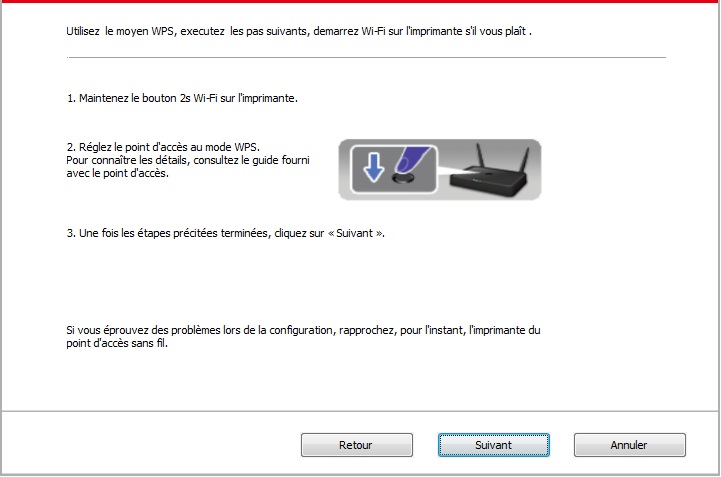 Utilisez le moyen WPS, executez les pas suivants, demarrez Wi-Fi sur l'imprimante s'il vous plaît .
1. Maintenez le bouton 2s Wi-Fi sur l'imprimante.
2. Réglez le point d'accès au mode WPS.
Pour connaître les détails, consultez le guide fourni
avec le point d'accès.
3. Une fois les étapes précitées terminées, cliquez sur « Suivant ».
Si vous éprouvez des problèmes lors de la configuration, rapprochez, pour l'instant, l'imprimante du
point d'accès sans fil.
Retour
Suivant
Annuler